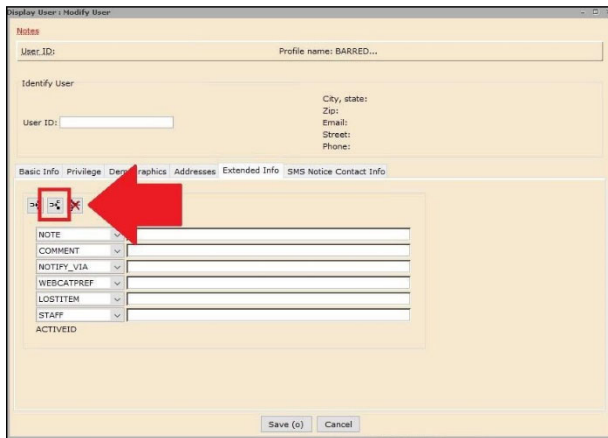 Display User : Modify User
Notes
User ID:
Profile name: BARRED...
Identify User
City, state:
Zip:
User ID:
Email:
Street:
Phone:
Basic Info Privilege Addresses Extended Info SMS Notice Contact Info
NOTE
COMMENT
NOTIFY_VIA
WEBCATPREF
LOSTITEM
STAFF
ACTIVEID
Save (o) Cancel